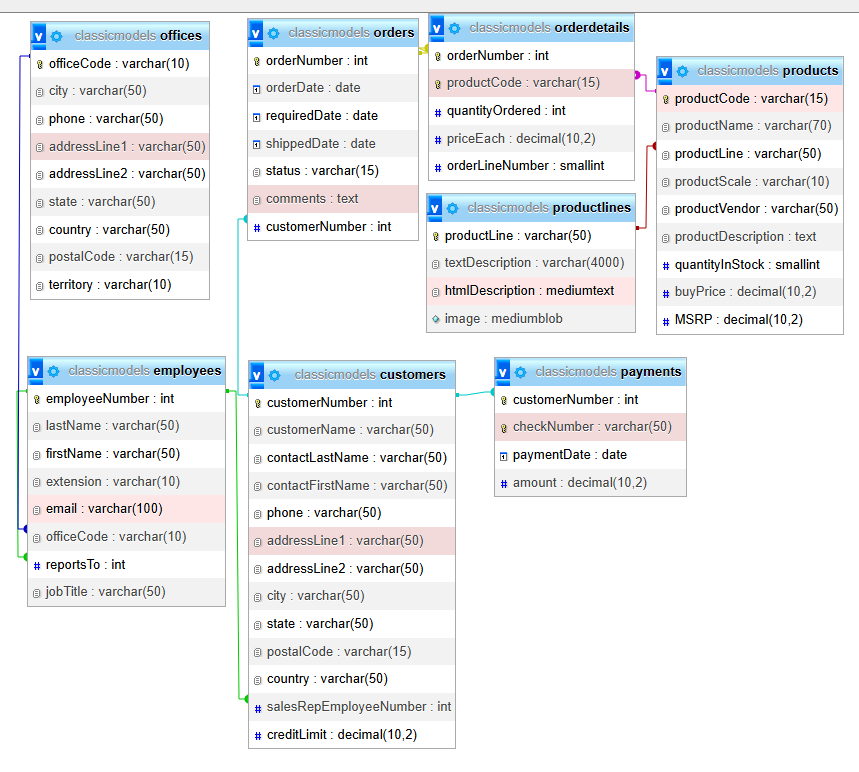 classicmodels offices
officeCode : varchar(10)
city : varchar(50)
phone : varchar(50)
addressLine1 : varchar(50)
addressLine2 : varchar(50)
state : varchar(50)
country : varchar(50)
postalCode : varchar(15)
territory : varchar(10)
classicmodels orders
orderNumber : int
orderDate : date
requiredDate : date
shippedDate : date
status : varchar(15)
comments : text
customerNumber : int
classicmodels orderdetails
orderNumber : int
productCode : varchar(15)
quantityOrdered : int
priceEach : decimal(10,2)
orderLineNumber : smallint
classicmodels products
productCode : varchar(15)
productName : varchar(70)
productLine : varchar(50)
productScale : varchar(10)
productVendor : varchar(50)
productDescription : text
quantityInStock : smallint
buyPrice : decimal(10,2)
MSRP : decimal(10,2)
classicmodels productlines
productLine : varchar(50)
textDescription : varchar(4000)
htmlDescription : mediumtext
image : mediumblob
classicmodels employees
employeeNumber : int
lastName : varchar(50)
firstName : varchar(50)
extension : varchar(10)
email : varchar(100)
officeCode : varchar(10)
reportsTo : int
jobTitle : varchar(50)
classicmodels customers
customerNumber : int
customerName : varchar(50)
contactLastName : varchar(50)
contactFirstName : varchar(50)
phone : varchar(50)
addressLine1 : varchar(50)
addressLine2 : varchar(50)
city : varchar(50)
state : varchar(50)
postalCode : varchar(15)
country : varchar(50)
salesRepEmployeeNumber : int
creditLimit : decimal(10,2)
classicmodels payments
customerNumber : int
checkNumber : varchar(50)
paymentDate : date
amount : decimal(10,2)